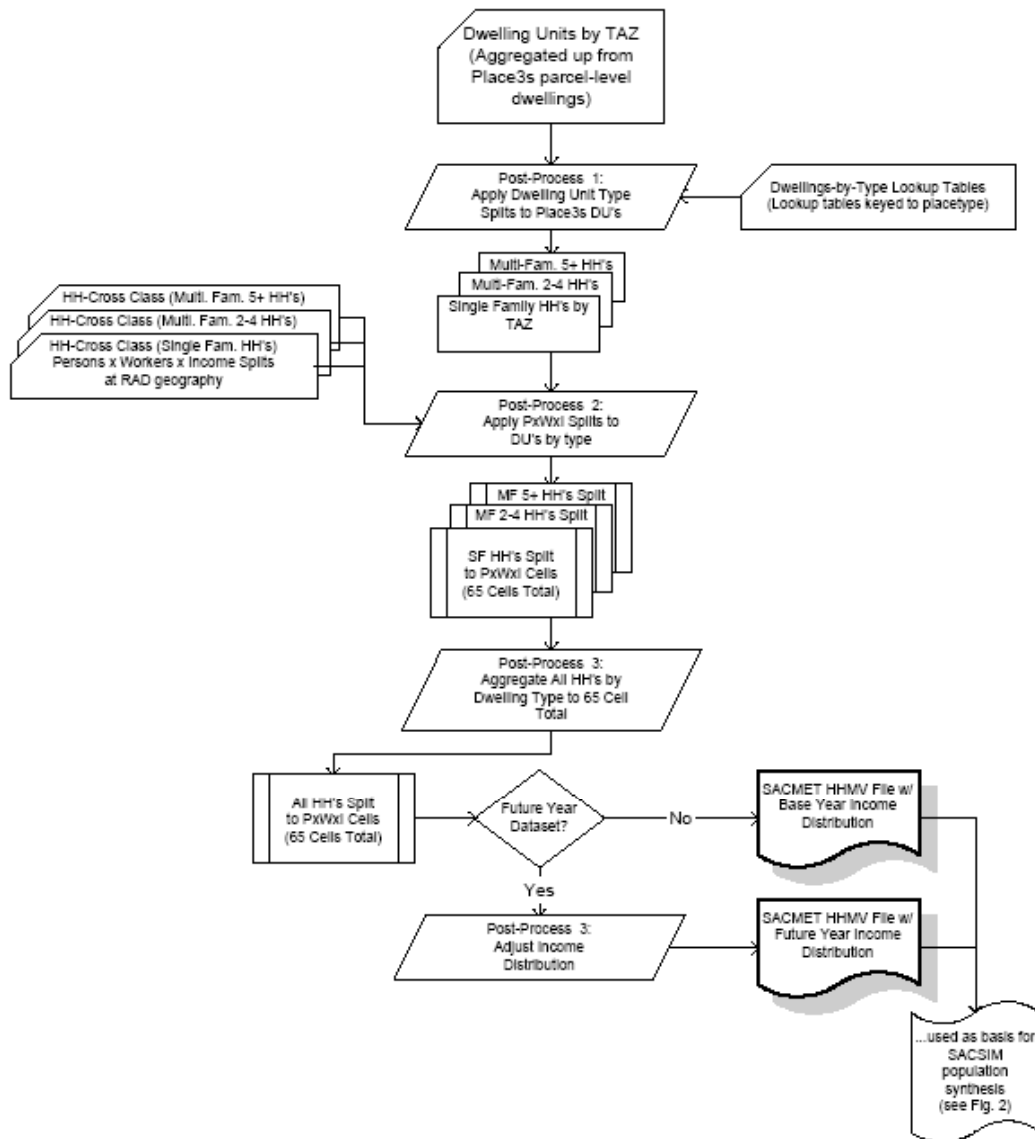 Dwelling Units by TAZ
(Aggregated up from
Place3s parcel-level
dwellings)
Post-Process 1:
Apply Dwelling Unit Type
Splits to Place3s DU's
Dwellings-by-Type Lookup Tables
(Lookup tables keyed to placetype)
Multi-Fam. 5+ HH's
Multi-Fam. 2-4 HH's
Single Family HH's by
TAZ
HH-Cross Class (Multi. Fam. 5+ HH's)
HH-Cross Class (Multi. Fam. 2-4 HH's)
HH-Cross Class (Single Fam. HH's)
Persons x Workers x Income Splits
at RAD geography
Post-Process 2:
Apply PxWxI Splits to
DU's by type
MF 5+ HH's Split
MF 2-4 HH's Split
SF HH's Split
to PxWxI Cells
(65 Cells Total)
Post-Process 3:
Aggregate All HH's by
Dwelling Type to 65 Cell
Total
All HH's Split
to PxWxI Cells
(65 Cells Total)
Future Year
Dataset?
No
SACMET HHMV File w/
Base Year Income
Distribution
Yes
Post-Process 3:
Adjust Income
Distribution
SACMET HHMV File w/
Future Year Income
Distribution
...used as basis for
SACSIM
population
synthesis
(see Fig. 2)